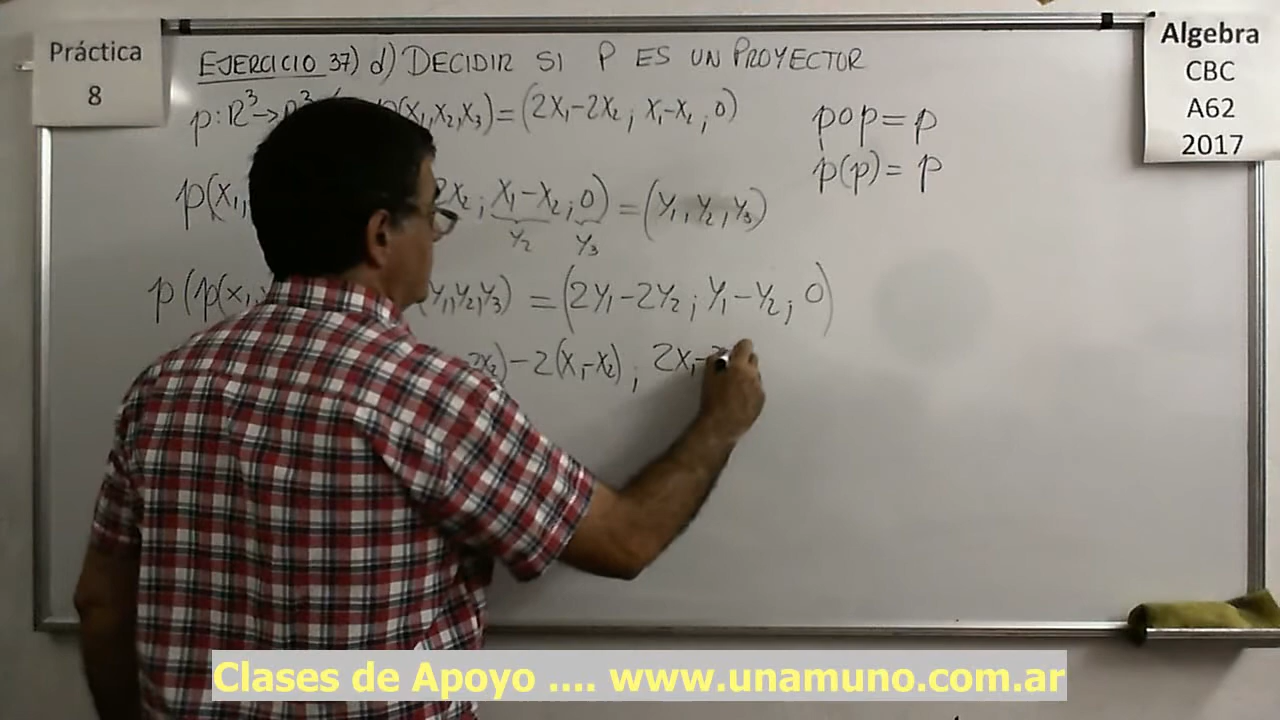 Práctica
8
EJERCICIO 37) d) DECIDIR SI P ES UN PROYECTOR
p: R³ → (x₁,x₂,x₃)=(2x₁-2x₂; x₁-x₂; 0)
p(x₁, x₂; x₁-x₂; 0) = (y₁, y₂, y₃)
y₂ y₃
p(p(x₁, y₁,y₂,y₃) = (2y₁-2y₂; y₁-y₂; 0)
2x₂)-2(x₁-x₂); 2x₁-
p∘p=p
p(p)=p
Algebra
CBC
A62
2017
Clases de Apoyo .... www.unamuno.com.ar